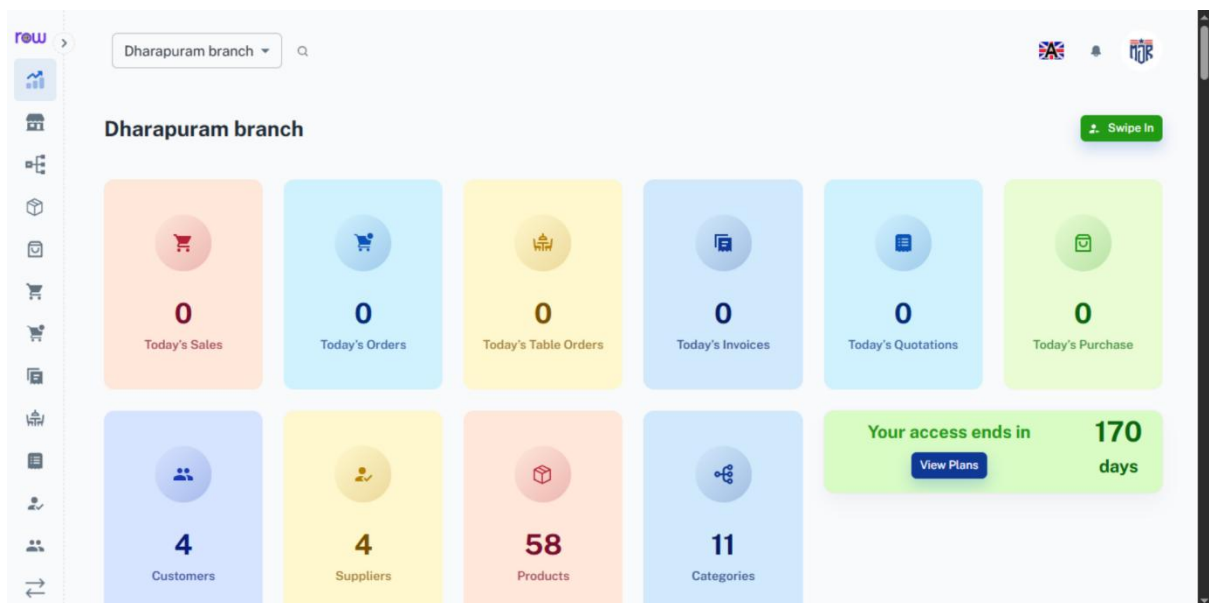 row
Dharapuram branch
A
MJR
Dharapuram branch
Swipe In
0
Today's Sales
0
Today's Orders
0
Today's Table Orders
0
Today's Invoices
0
Today's Quotations
0
Today's Purchase
4
Customers
4
Suppliers
58
Products
11
Categories
Your access ends in
170
View Plans
days